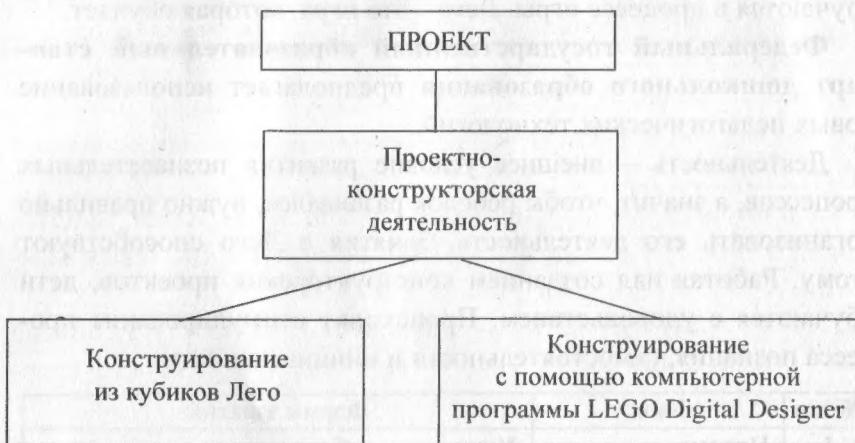 ПРОЕКТ
Проектно-
конструкторская
деятельность
Конструирование
из кубиков Лего
Конструирование
с помощью компьютерной
программы LEGO Digital Designer